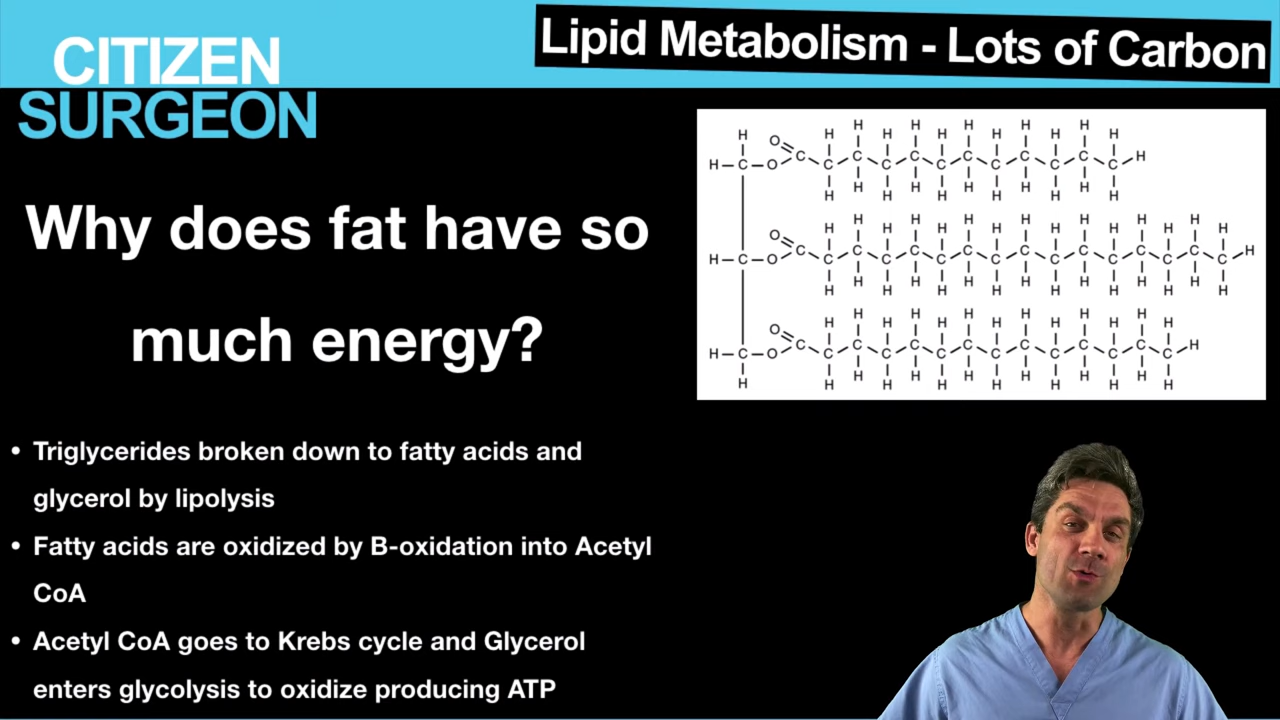 CITIZEN
SURGEON
Lipid Metabolism - Lots of Carbon
Why does fat have so
much energy?
• Triglycerides broken down to fatty acids and
glycerol by lipolysis
• Fatty acids are oxidized by B-oxidation into Acetyl
CoA
• Acetyl CoA goes to Krebs cycle and Glycerol
enters glycolysis to oxidize producing ATP
H O H H H H H H H H H H H
H C O C C C C C C C C C C C C H
H H H H H H H H H H H
O H H H H H H H H H H H H H H H
H C O C C C C C C C C C C C C C C C C H
H H H H H H H H H H H H H H H
O H H H H H H H H H H H H H
H C O C C C C C C C C C C C C C C H
H H H H H H H H H H H H H H